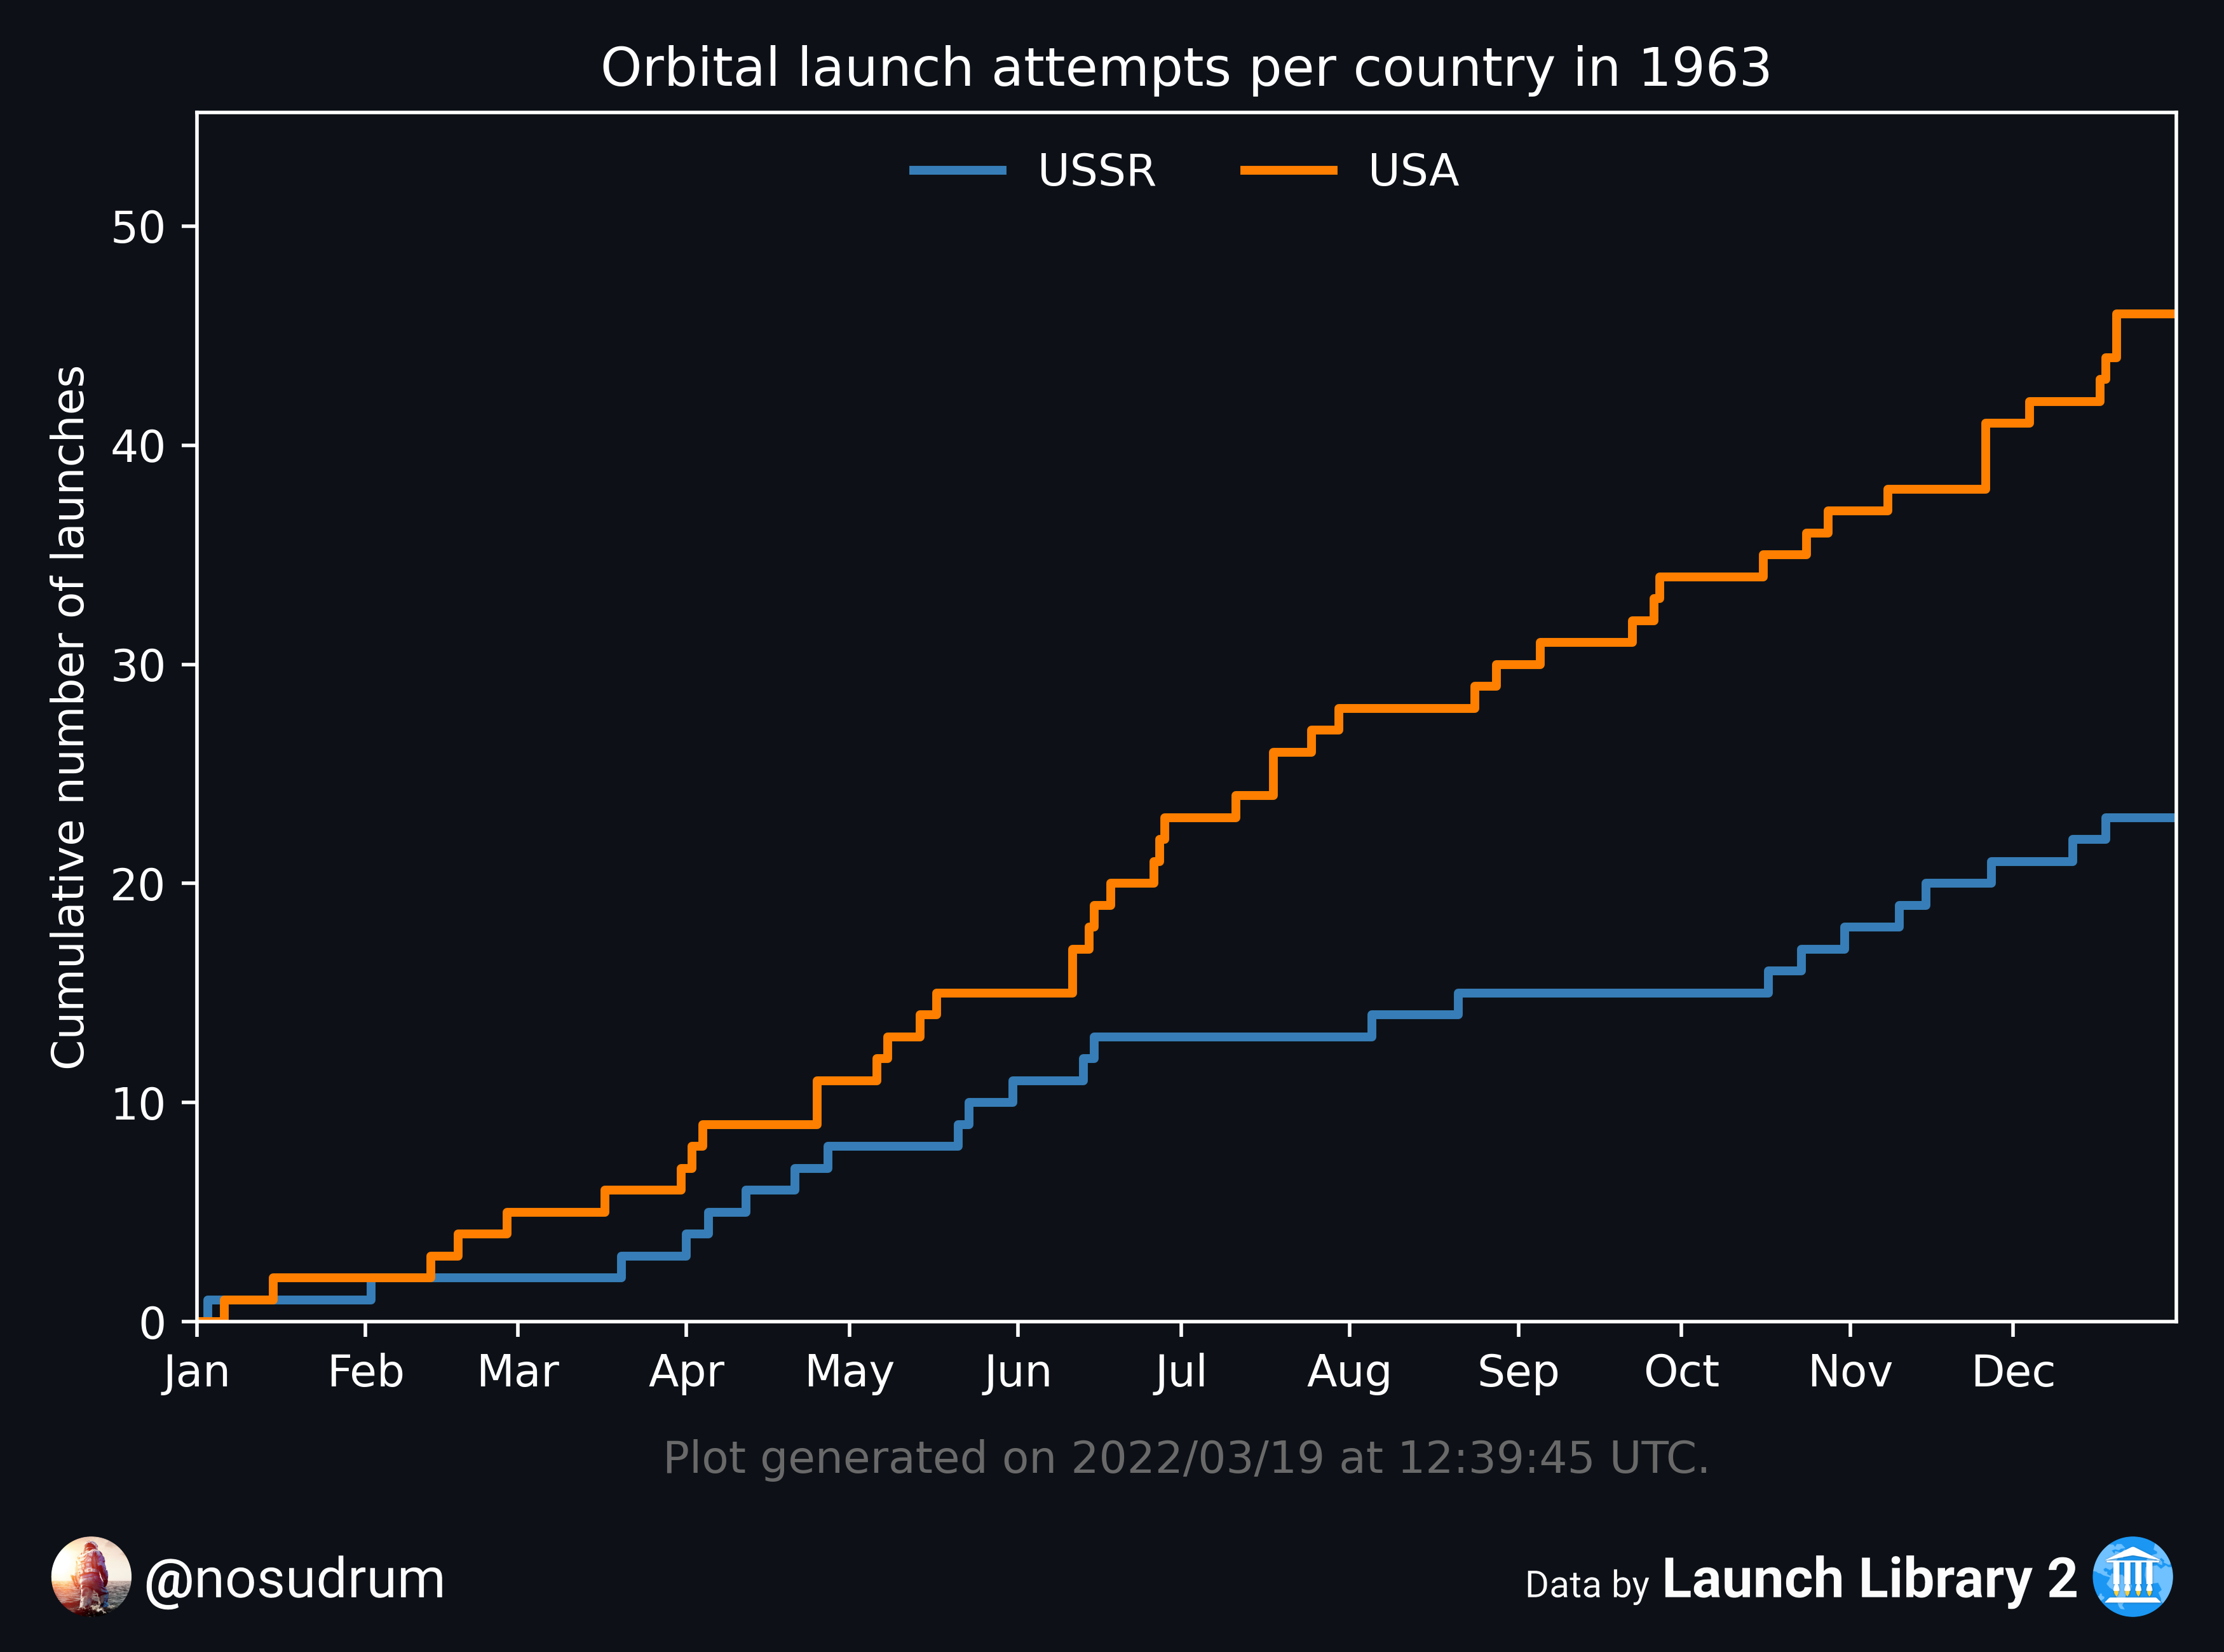 Orbital launch attempts per country in 1963
USSR USA
50
40
30
20
10
0
Cumulative number of launches
Jan Feb Mar Apr May Jun Jul Aug Sep Oct Nov Dec
Plot generated on 2022/03/19 at 12:39:45 UTC.
@nosudrum
Data by Launch Library 2